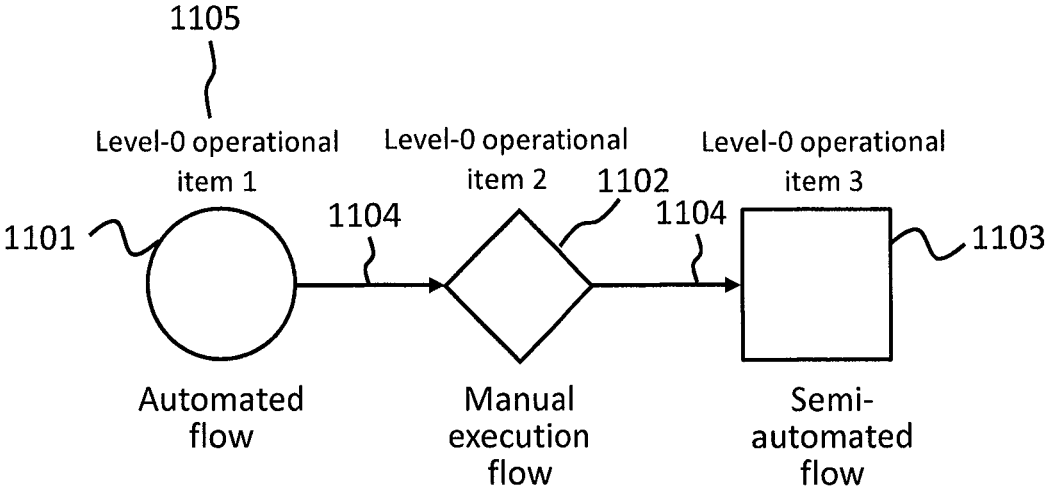 1105
Level-0 operational
item 1
Level-0 operational
item 2
Level-0 operational
item 3
1101
1104
1102
1104
1103
Automated
flow
Manual
execution
flow
Semi-
automated
flow